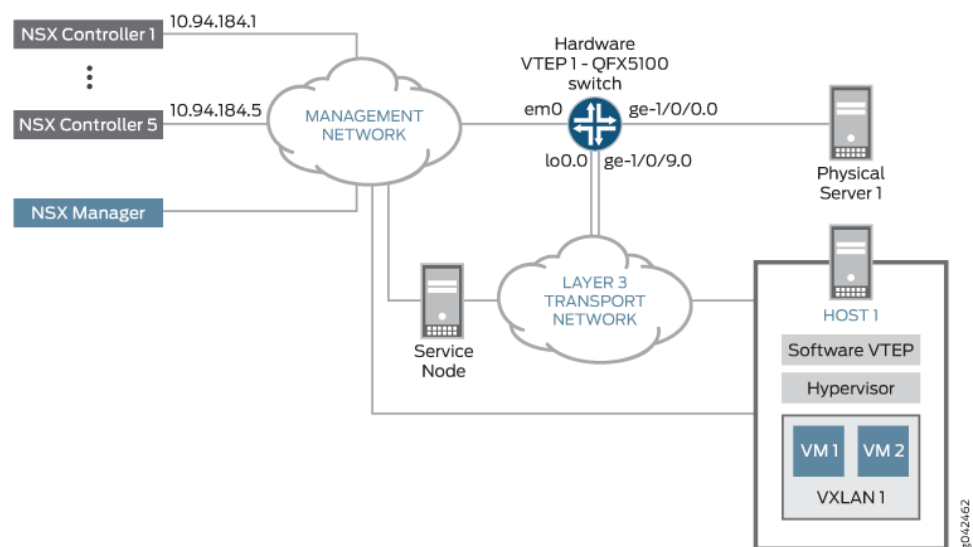 NSX Controller 1
10.94.184.1
NSX Controller 5
10.94.184.5
NSX Manager
MANAGEMENT
NETWORK
Hardware
VTEP 1 - QFX5100
switch
em0
ge-1/0/0.0
lo0.0
ge-1/0/9.0
Physical
Server 1
LAYER 3
TRANSPORT
NETWORK
Service
Node
HOST 1
Software VTEP
Hypervisor
VM 1
VM 2
VXLAN 1
g042462